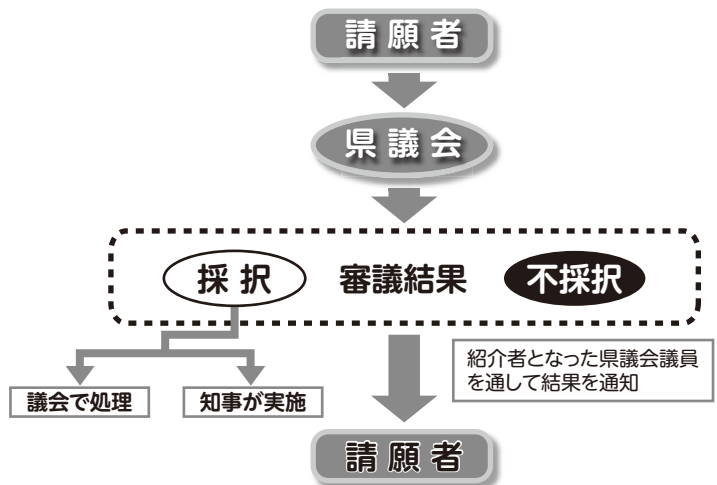 請願者
県議会
採択
審議結果
不採択
紹介者となった県議会議員
を通して結果を通知
議会で処理
知事が実施
請願者